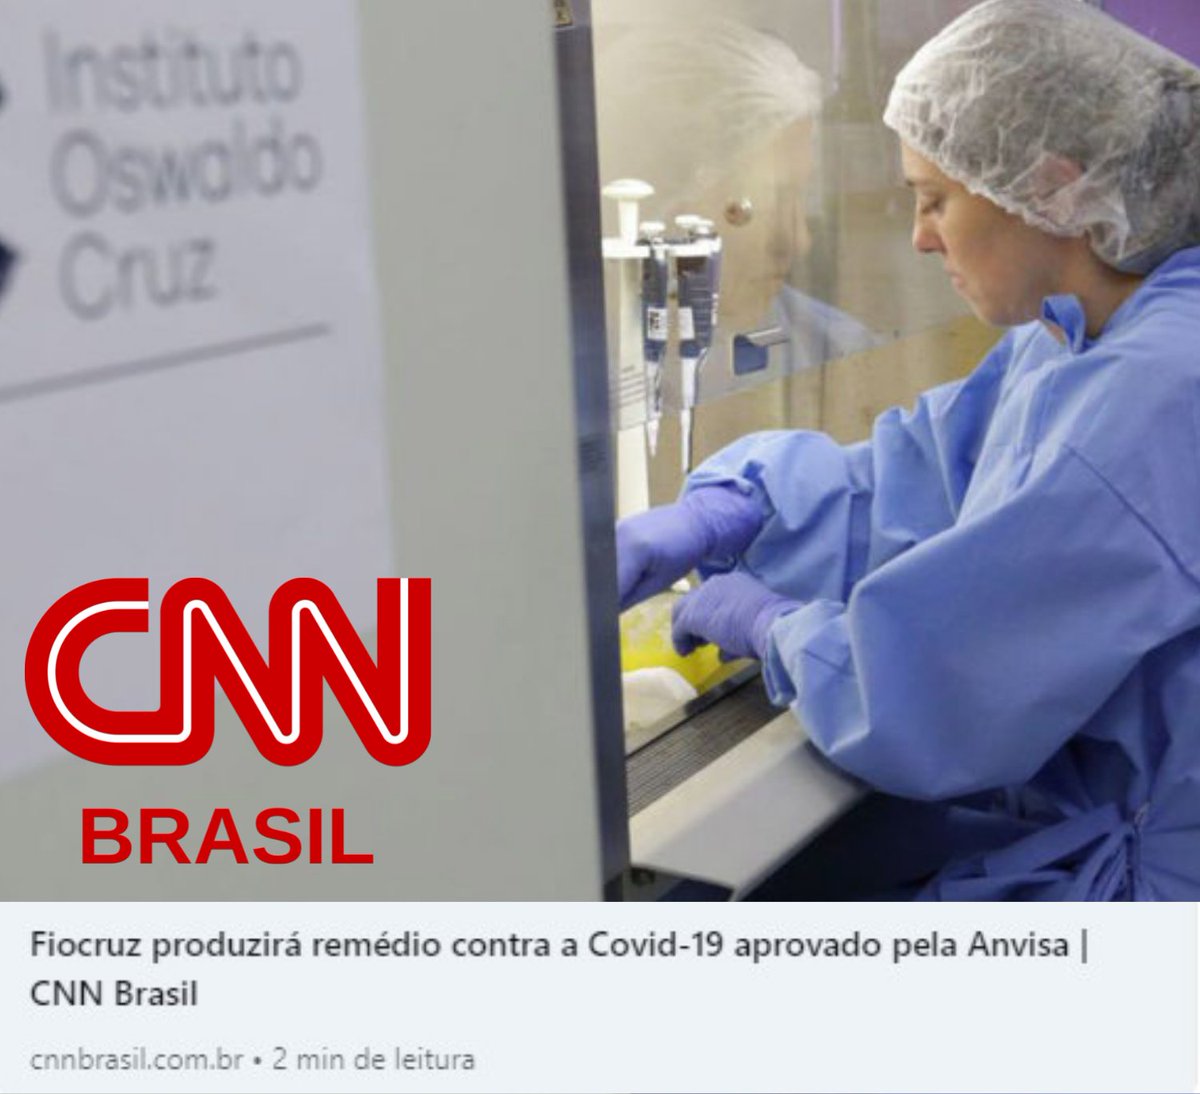 Instituto
Oswaldo
Cruz
CNN
BRASIL
Fiocruz produzirá remédio contra a Covid-19 aprovado pela Anvisa |
CNN Brasil
cnnbrasil.com.br • 2 min de leitura